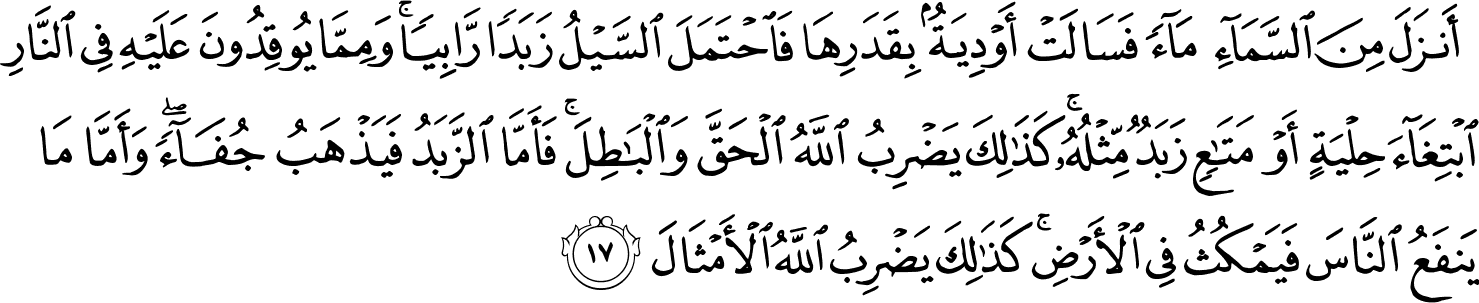 أَنزَلَ مِنَ ٱلسَّمَآءِ مَآءً فَسَالَتْ أَوْدِيَةٌۢ بِقَدَرِهَا فَٱحْتَمَلَ ٱلسَّيْلُ زَبَدًا رَّابِيًا ۚ وَمِمَّا يُوقِدُونَ عَلَيْهِ فِى ٱلنَّارِ
ٱبْتِغَآءَ حِلْيَةٍ أَوْ مَتَـٰعٍ زَبَدٌ مِّثْلُهُۥ ۚ كَذَٰلِكَ يَضْرِبُ ٱللَّهُ ٱلْحَقَّ وَٱلْبَـٰطِلَ ۚ فَأَمَّا ٱلزَّبَدُ فَيَذْهَبُ جُفَآءً ۖ وَأَمَّا مَا
يَنفَعُ ٱلنَّاسَ فَيَمْكُثُ فِى ٱلْأَرْضِ ۚ كَذَٰلِكَ يَضْرِبُ ٱللَّهُ ٱلْأَمْثَالَ ١٧